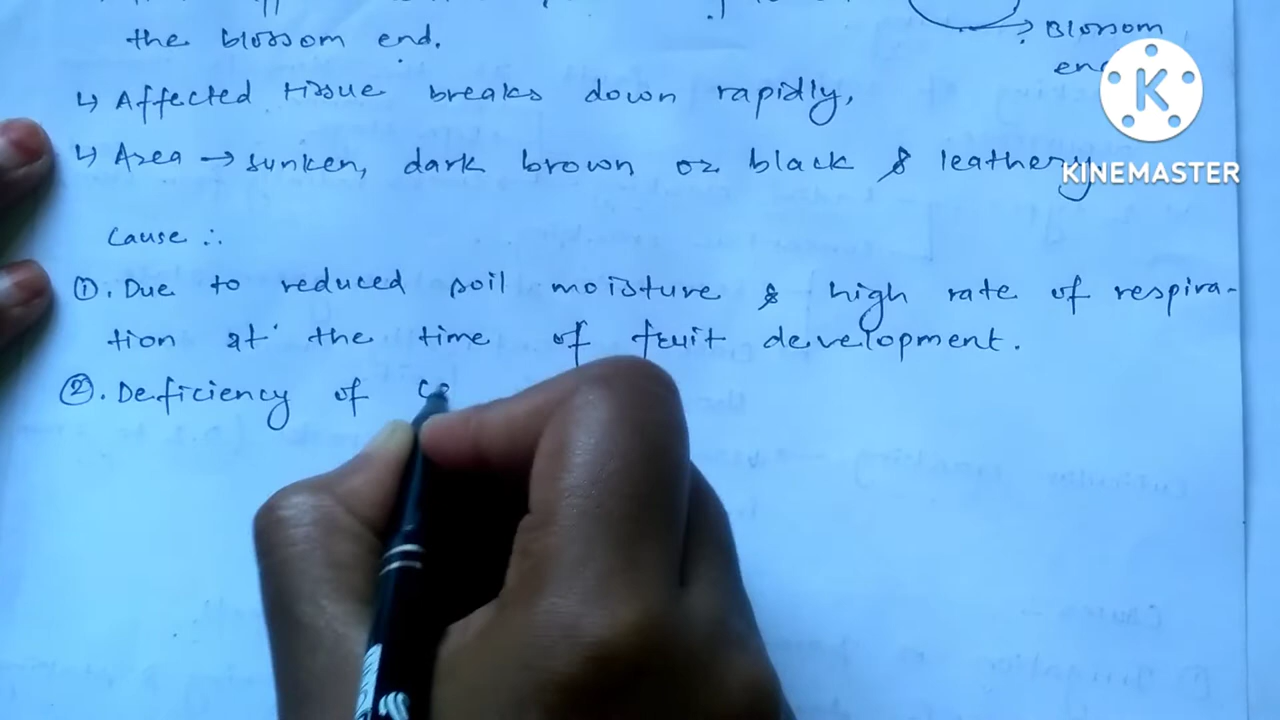 the blossom end.
Blossom
end
↳ Affected tissue breaks down rapidly,
↳ Area → sunken, dark brown or black & leathery
K
KINEMASTER
Cause :.
①. Due to reduced soil moisture & high rate of respira-
tion at the time of fruit development.
②. Deficiency of Ca